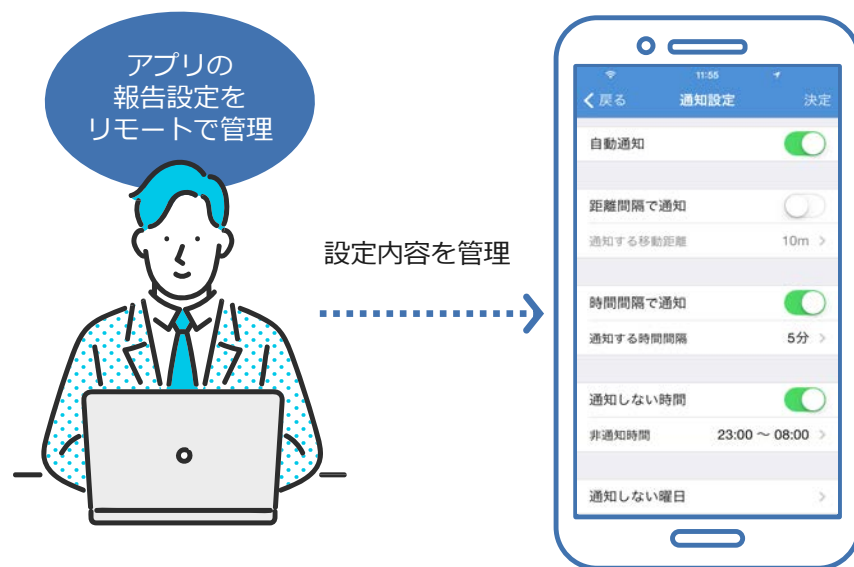 アプリの
報告設定を
リモートで管理
設定内容を管理
11:55
戻る 通知設定 決定
自動通知
距離間隔で通知
通知する移動距離 10m
時間間隔で通知
通知する時間間隔 5分
通知しない時間
非通知時間 23:00 ~ 08:00
通知しない曜日